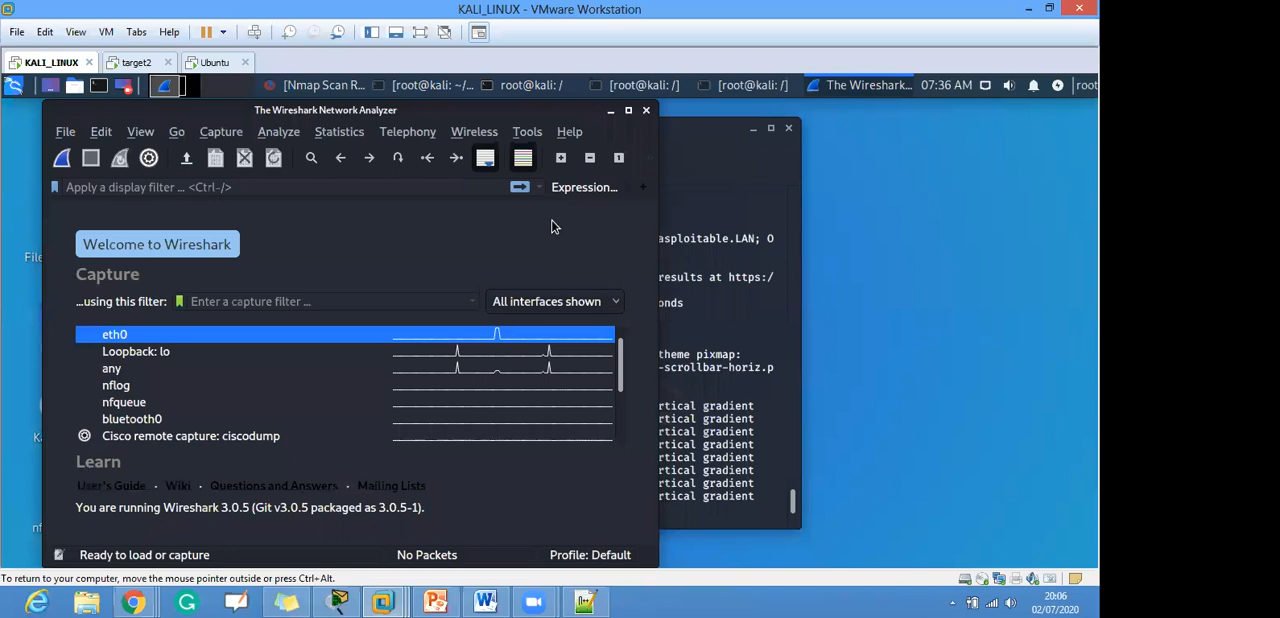 KALI_LINUX - VMware Workstation
File Edit View VM Tabs Help
KALI_LINUX target2 Ubuntu
[Nmap Scan R... [root@kali: ~/... root@kali: / [root@kali: /] [root@kali: /] The Wireshark... 07:36 AM root
The Wireshark Network Analyzer
File Edit View Go Capture Analyze Statistics Telephony Wireless Tools Help
Apply a display filter ... <Ctrl-/> Expression...
Welcome to Wireshark
asploitable.LAN; O
File
Capture
results at https:/
...using this filter: Enter a capture filter ... All interfaces shown
onds
eth0
Loopback: lo
theme pixmap:
any
-scrollbar-horiz.p
nflog
nfqueue
rtical gradient
bluetooth0
rtical gradient
rtical gradient
Cisco remote capture: ciscodump
Ka
rtical gradient
rtical gradient
Learn
rtical gradient
User's Guide · Wiki · Questions and Answers · Mailing Lists
rtical gradient
rtical gradient
You are running Wireshark 3.0.5 (Git v3.0.5 packaged as 3.0.5-1).
nf
Ready to load or capture No Packets Profile: Default
To return to your computer, move the mouse pointer outside or press Ctrl+Alt.
20:06
02/07/2020